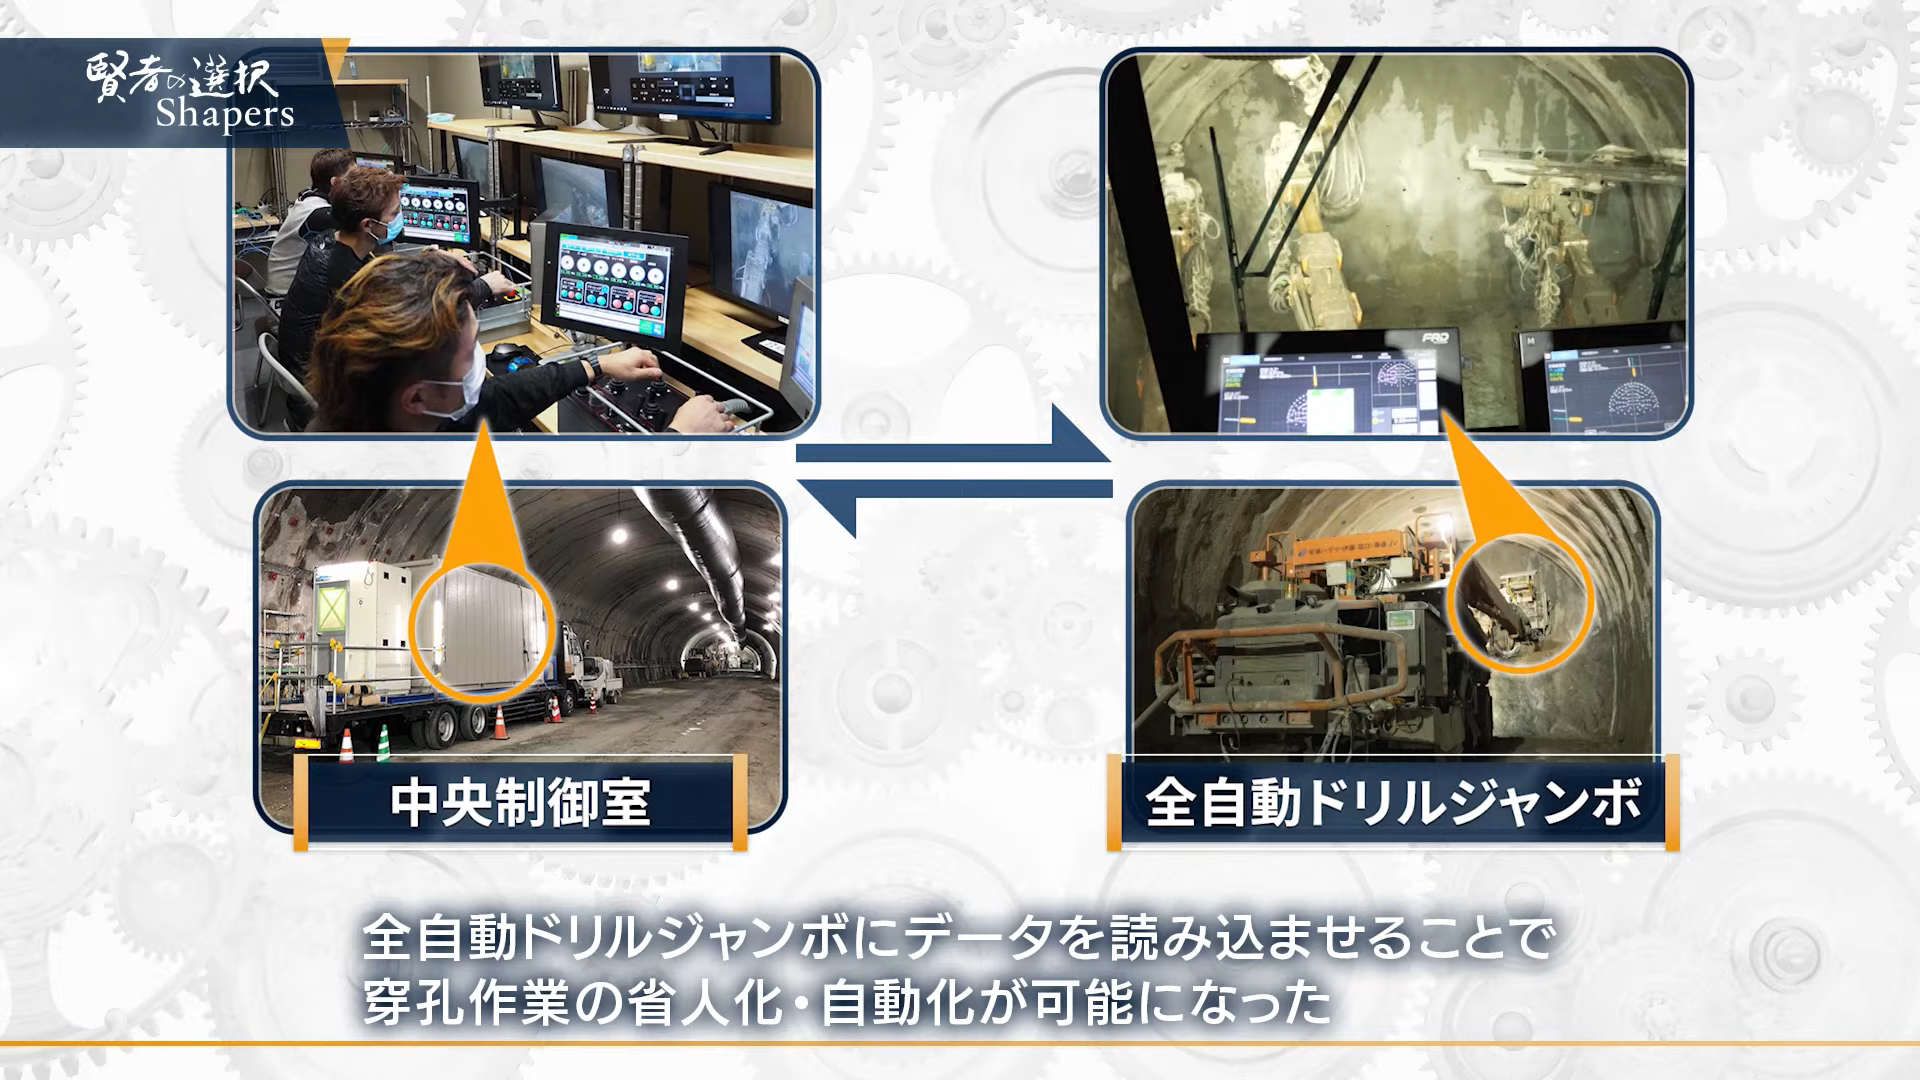 賢者の選択
Shapers
FRD
M
中央制御室
全自動ドリルジャンボ
全自動ドリルジャンボにデータを読み込ませることで
穿孔作業の省人化・自動化が可能になった